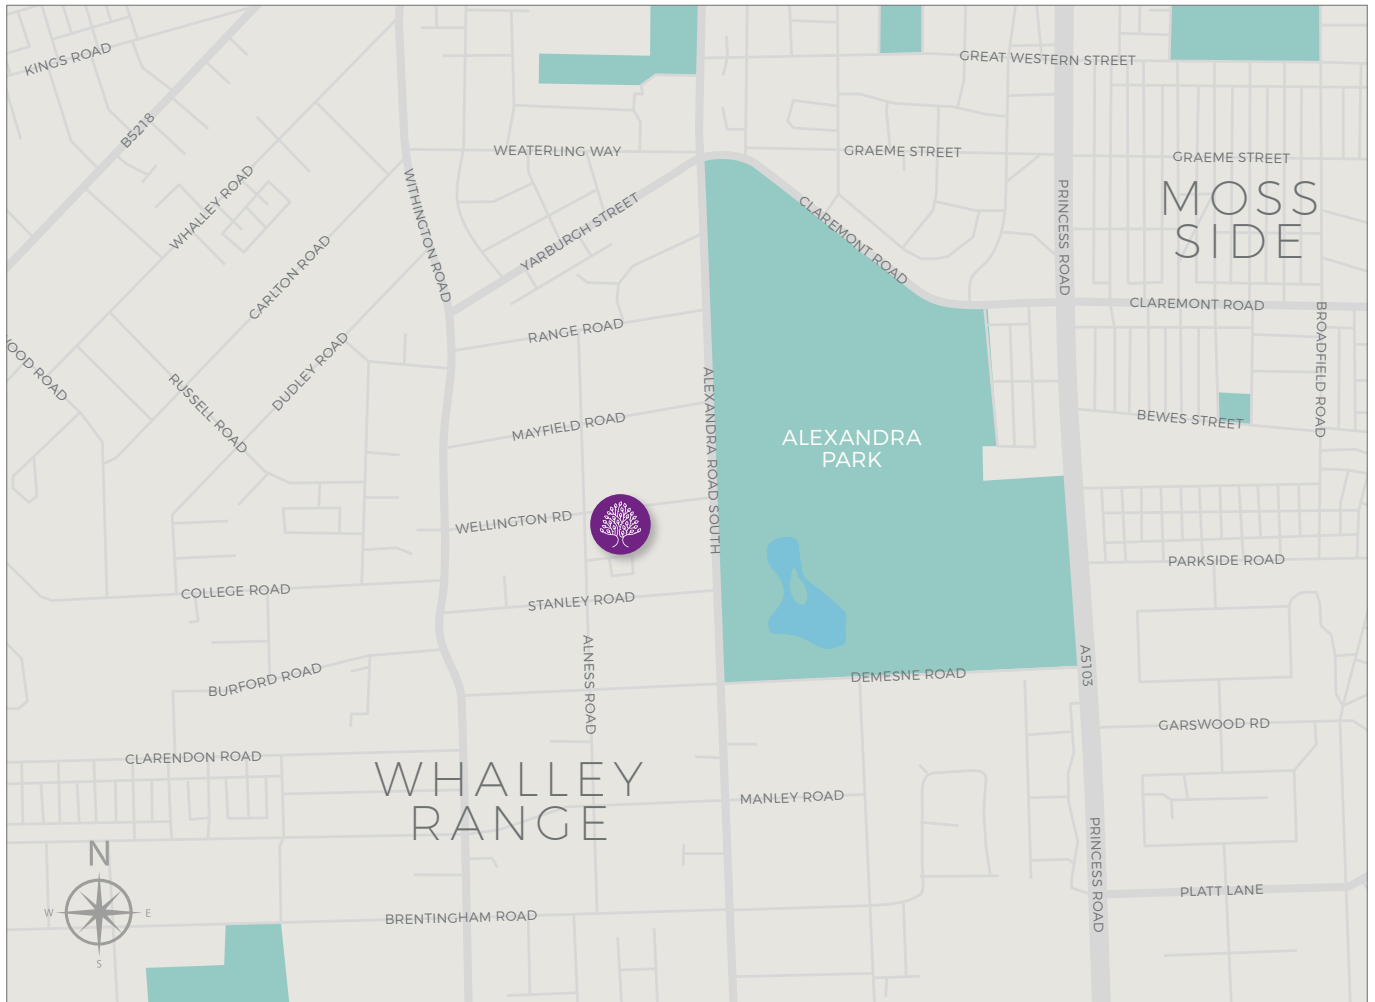 KINGS ROAD
GREAT WESTERN STREET
B5218
WEATERLING WAY
GRAEME STREET
GRAEME STREET
MOSS
SIDE
WHALLEY ROAD
WITHINGTON ROAD
YARBURGH STREET
CLAREMONT ROAD
PRINCESS ROAD
CARLTON ROAD
CLAREMONT ROAD
BROADFIELD ROAD
RANGE ROAD
OOD ROAD
DUDLEY ROAD
RUSSELL ROAD
ALEXANDRA ROAD SOUTH
MAYFIELD ROAD
BEWES STREET
ALEXANDRA
PARK
WELLINGTON RD
PARKSIDE ROAD
COLLEGE ROAD
STANLEY ROAD
ALNESS ROAD
A5103
BURFORD ROAD
DEMESNE ROAD
GARSWOOD RD
CLARENDON ROAD
WHALLEY
RANGE
MANLEY ROAD
PRINCESS ROAD
N
W
E
S
PLATT LANE
BRENTINGHAM ROAD